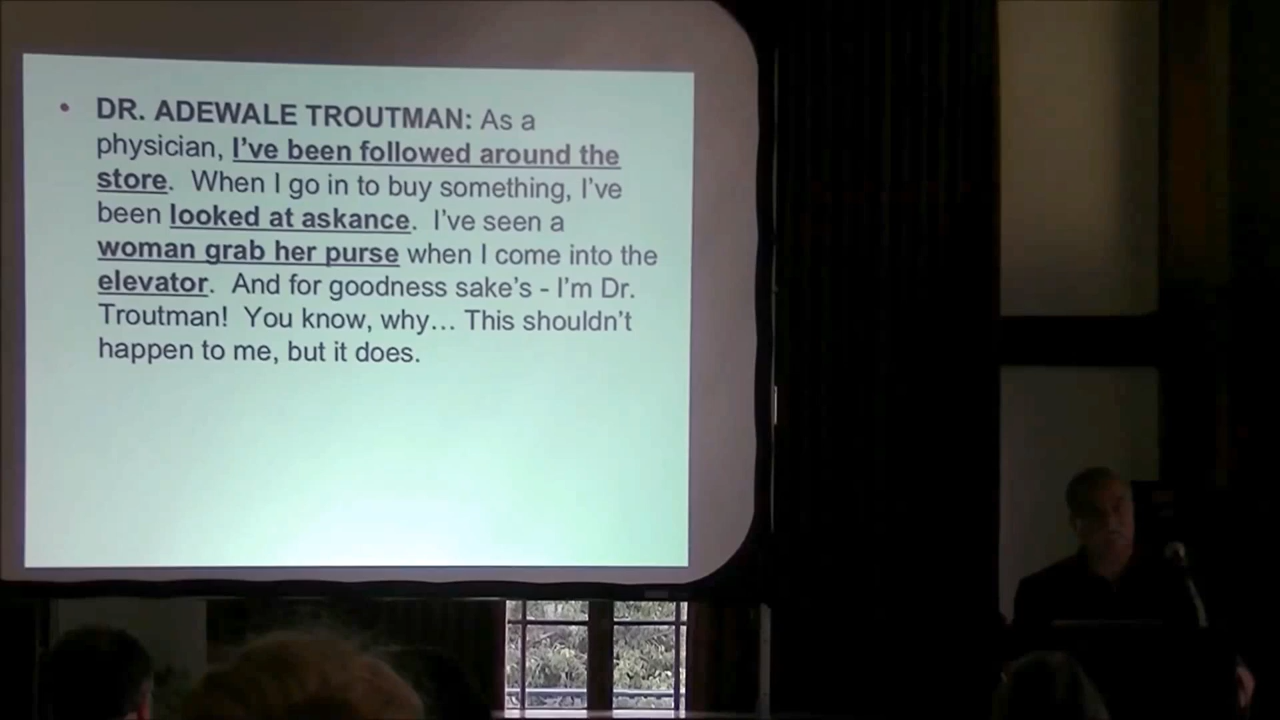 • DR. ADEWALE TROUTMAN: As a
physician, I've been followed around the
store. When I go in to buy something, I've
been looked at askance. I've seen a
woman grab her purse when I come into the
elevator. And for goodness sake's - I'm Dr.
Troutman! You know, why... This shouldn't
happen to me, but it does.